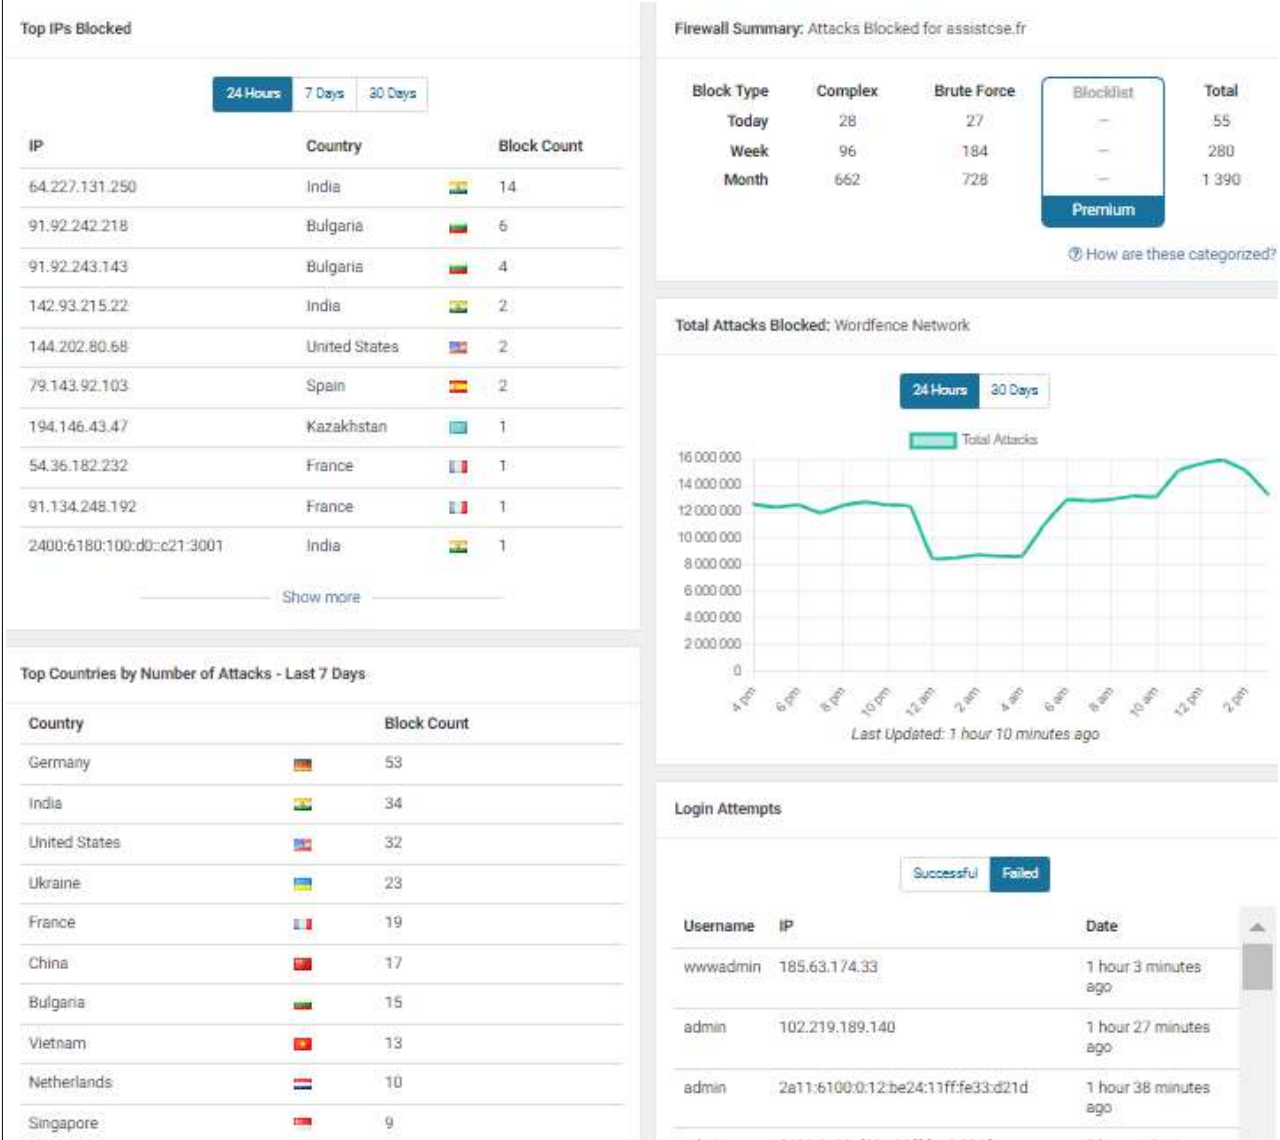 Top IPs Blocked
24 Hours 7 Days 30 Days
IP Country Block Count
64.227.131.250 India 14
91.92.242.218 Bulgaria 6
91.92.243.143 Bulgaria 4
142.93.215.22 India 2
144.202.80.68 United States 2
79.143.92.103 Spain 2
194.146.43.47 Kazakhstan 1
54.36.182.232 France 1
91.134.248.192 France 1
2400:6180:100:d0::c21:3001 India 1
Show more
Top Countries by Number of Attacks - Last 7 Days
Country Block Count
Germany 53
India 34
United States 32
Ukraine 23
France 19
China 17
Bulgaria 15
Vietnam 13
Netherlands 10
Singapore 9
Firewall Summary: Attacks Blocked for assistcse.fr
Block Type Complex Brute Force Blocklist Total
Today 28 27 — 55
Week 96 184 — 280
Month 662 728 — 1 390
Premium
How are these categorized?
Total Attacks Blocked: Wordfence Network
24 Hours 30 Days
Total Attacks
16 000 000
14 000 000
12 000 000
10 000 000
8 000 000
6 000 000
4 000 000
2 000 000
0
4 pm 6 pm 8 pm 10 pm 12 am 2 am 4 am 6 am 8 am 10 am 12 pm 2 pm
Last Updated: 1 hour 10 minutes ago
Login Attempts
Successful Failed
Username IP Date
wwwadmin 185.63.174.33 1 hour 3 minutes
ago
admin 102.219.189.140 1 hour 27 minutes
ago
admin 2a11:6100:0:12:be24:11ff:fe33:d21d 1 hour 38 minutes
ago